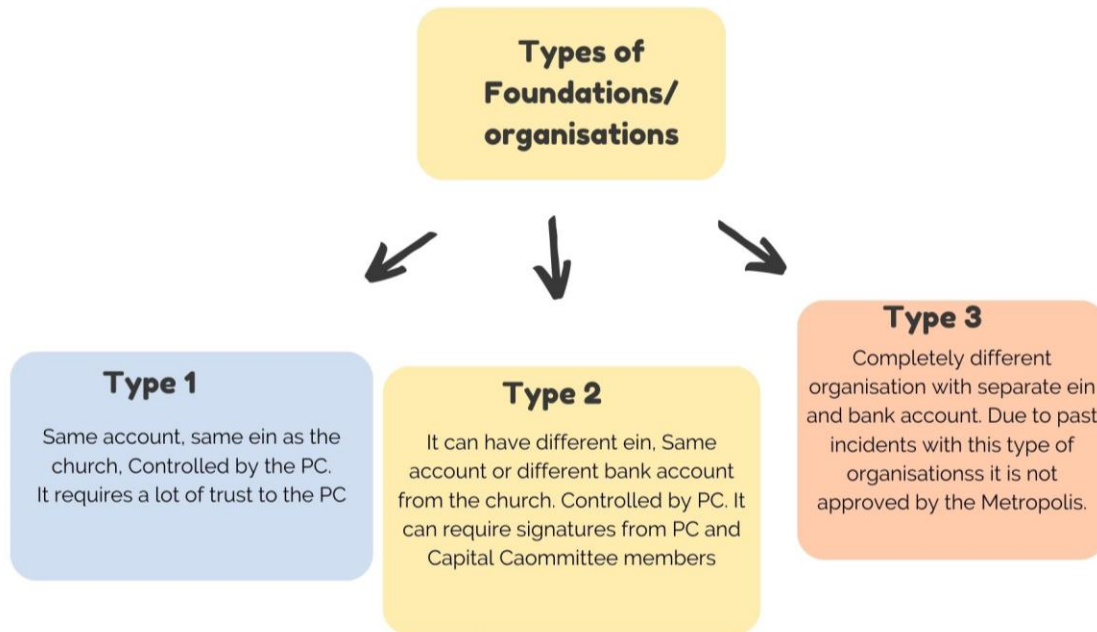 Types of
Foundations/
organisations
Type 1
Same account, same ein as the
church, Controlled by the PC.
It requires a lot of trust to the PC
Type 2
It can have different ein, Same
account or different bank account
from the church. Controlled by PC. It
can require signatures from PC and
Capital Caommittee members
Type 3
Completely different
organisation with separate ein
and bank account. Due to past
incidents with this type of
organisationss it is not
approved by the Metropolis.